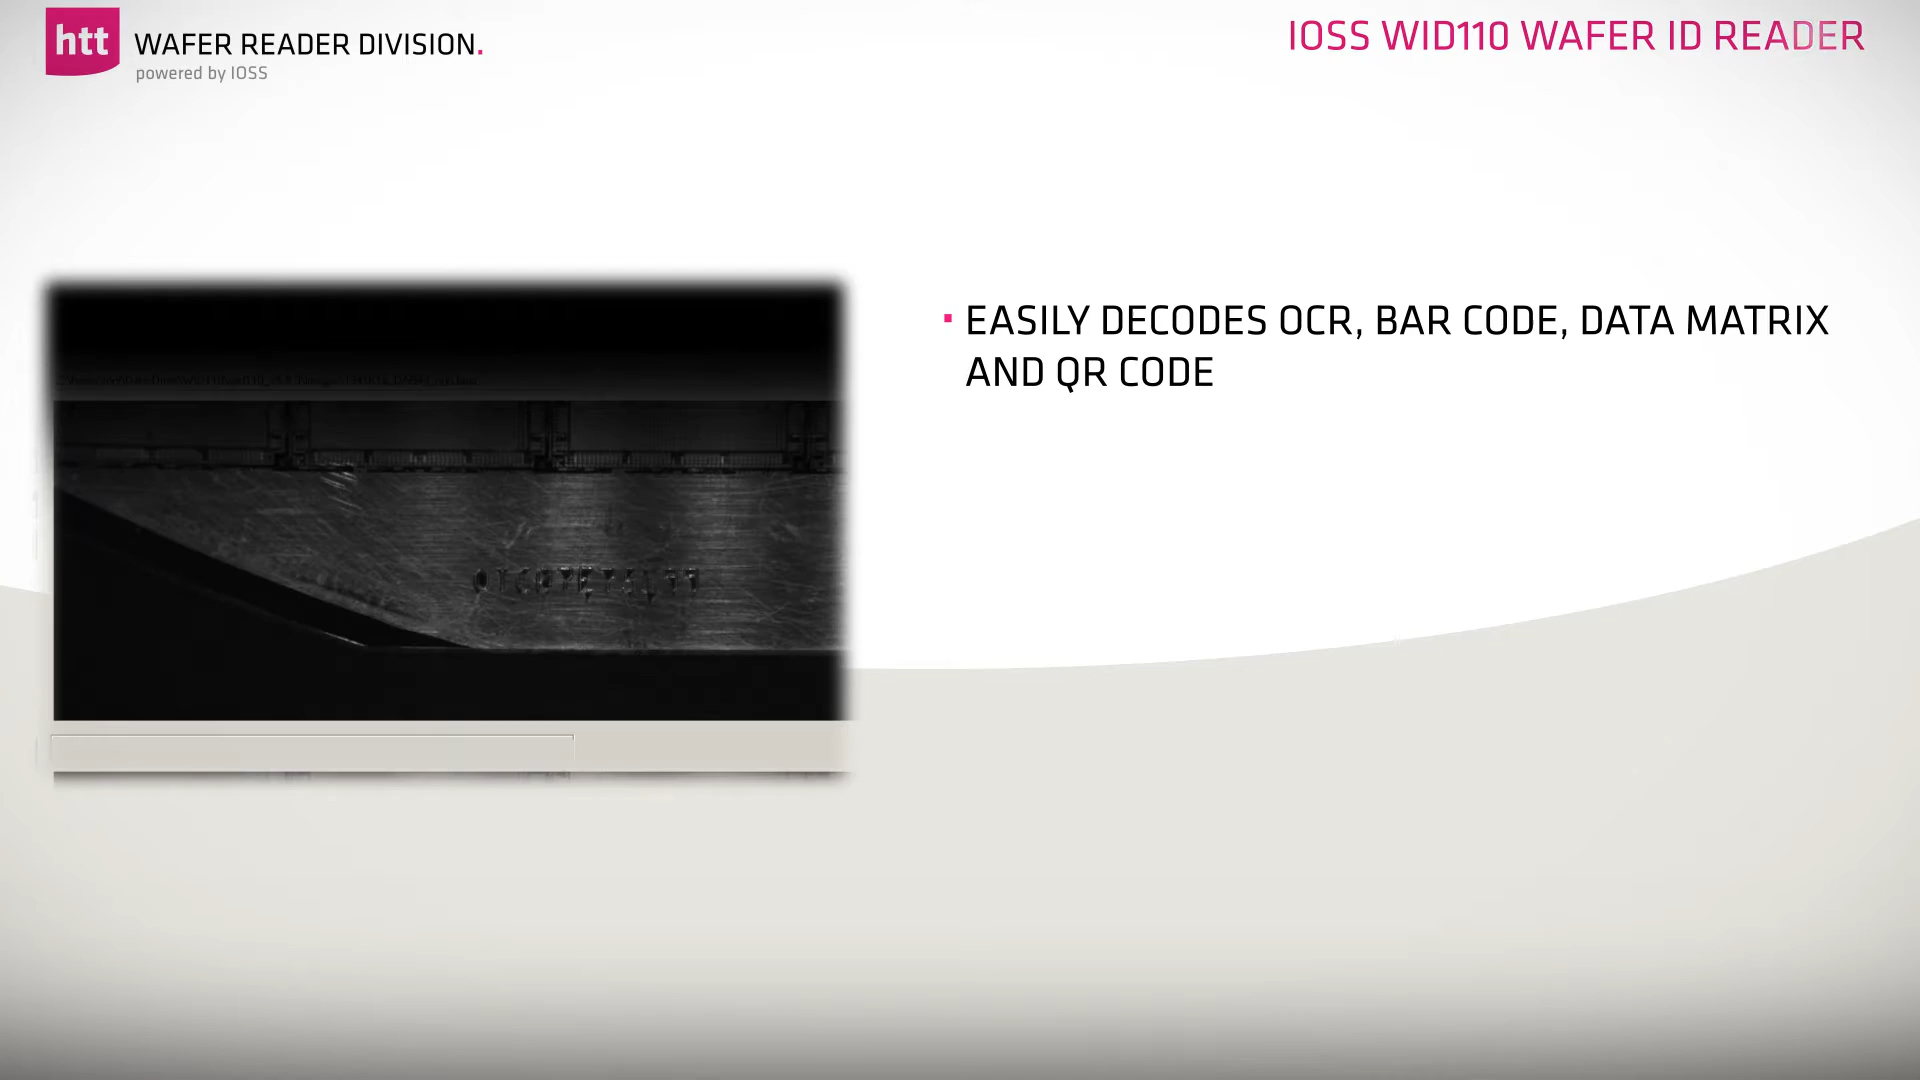 htt
WAFER READER DIVISION.
powered by IOSS
IOSS WID110 WAFER ID READER
▪ EASILY DECODES OCR, BAR CODE, DATA MATRIX
AND QR CODE